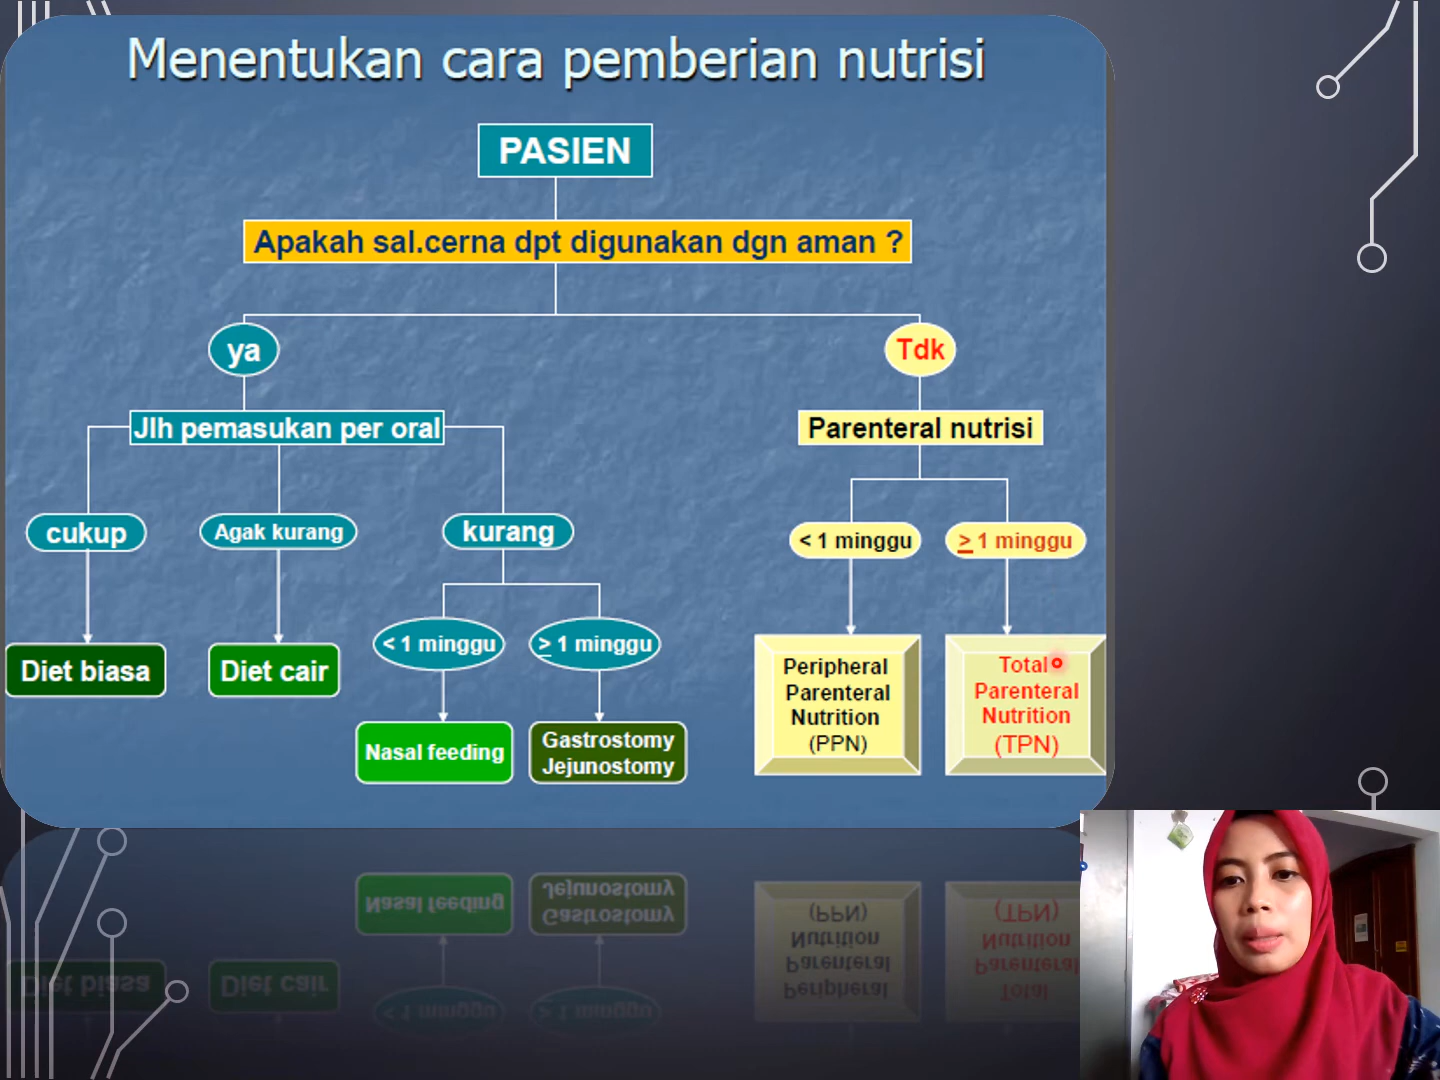 Menentukan cara pemberian nutrisi
PASIEN
Apakah sal.cerna dpt digunakan dgn aman ?
ya
Tdk
Jlh pemasukan per oral
Parenteral nutrisi
cukup
Agak kurang
kurang
< 1 minggu
> 1 minggu
< 1 minggu
> 1 minggu
Diet biasa
Diet cair
Nasal feeding
Gastrostomy
Jejunostomy
Peripheral
Parenteral
Nutrition
(PPN)
Total
Parenteral
Nutrition
(TPN)